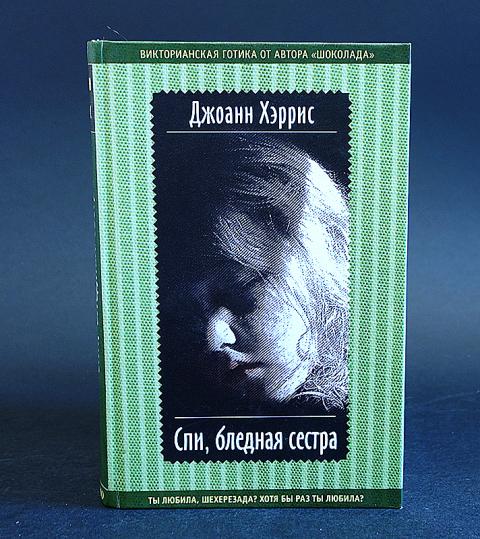 ВИКТОРИАНСКАЯ ГОТИКА ОТ АВТОРА «ШОКОЛАДА»
Джоанн Хэррис
Спи, бледная сестра
ТЫ ЛЮБИЛА, ШЕХЕРЕЗАДА? ХОТЯ БЫ РАЗ ТЫ ЛЮБИЛА?